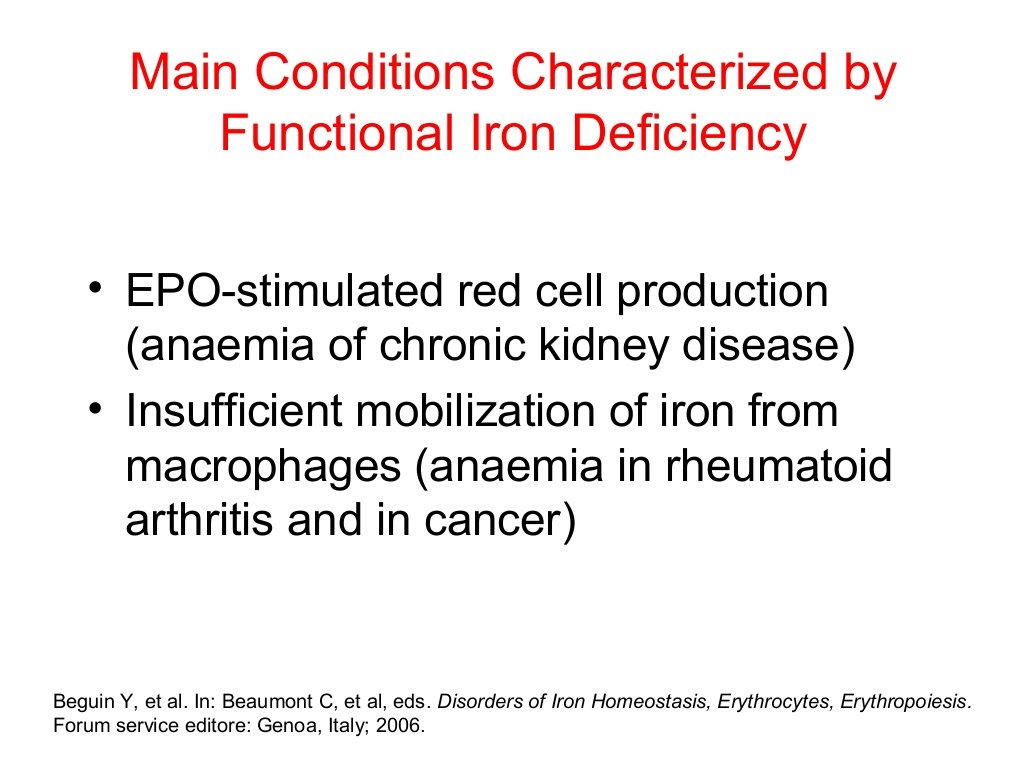 Main Conditions Characterized by
Functional Iron Deficiency
• EPO-stimulated red cell production
(anaemia of chronic kidney disease)
• Insufficient mobilization of iron from
macrophages (anaemia in rheumatoid
arthritis and in cancer)
Beguin Y, et al. In: Beaumont C, et al, eds. Disorders of Iron Homeostasis, Erythrocytes, Erythropoiesis.
Forum service editore: Genoa, Italy; 2006.